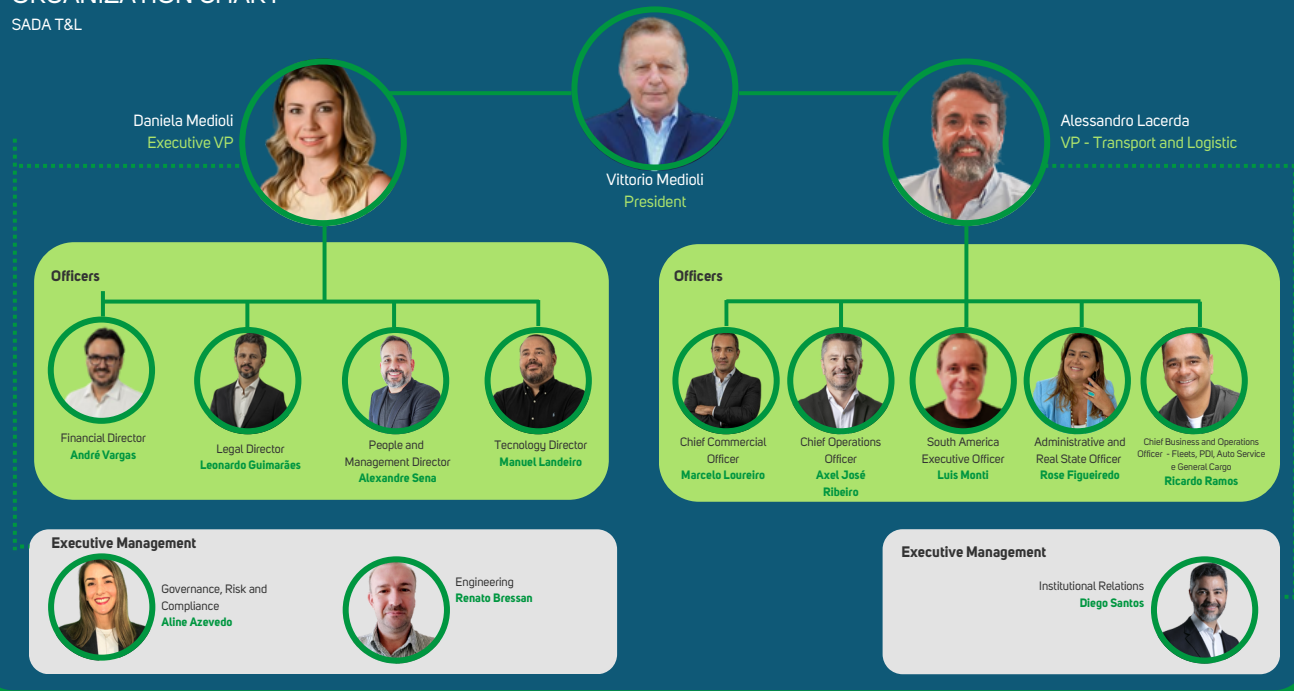 ORGANIZATION CHART
SADA T&L
Daniela Medioli
Executive VP
Vittorio Medioli
President
Alessandro Lacerda
VP - Transport and Logistic
Officers
Financial Director
André Vargas
Legal Director
Leonardo Guimarães
People and
Management Director
Alexandre Sena
Tecnology Director
Manuel Landeiro
Officers
Chief Commercial
Officer
Marcelo Loureiro
Chief Operations
Officer
Axel José
Ribeiro
South America
Executive Officer
Luis Monti
Administrative and
Real State Officer
Rose Figueiredo
Chief Business and Operations
Officer - Fleets, PDI, Auto Service
e General Cargo
Ricardo Ramos
Executive Management
Governance, Risk and
Compliance
Aline Azevedo
Engineering
Renato Bressan
Executive Management
Institutional Relations
Diego Santos